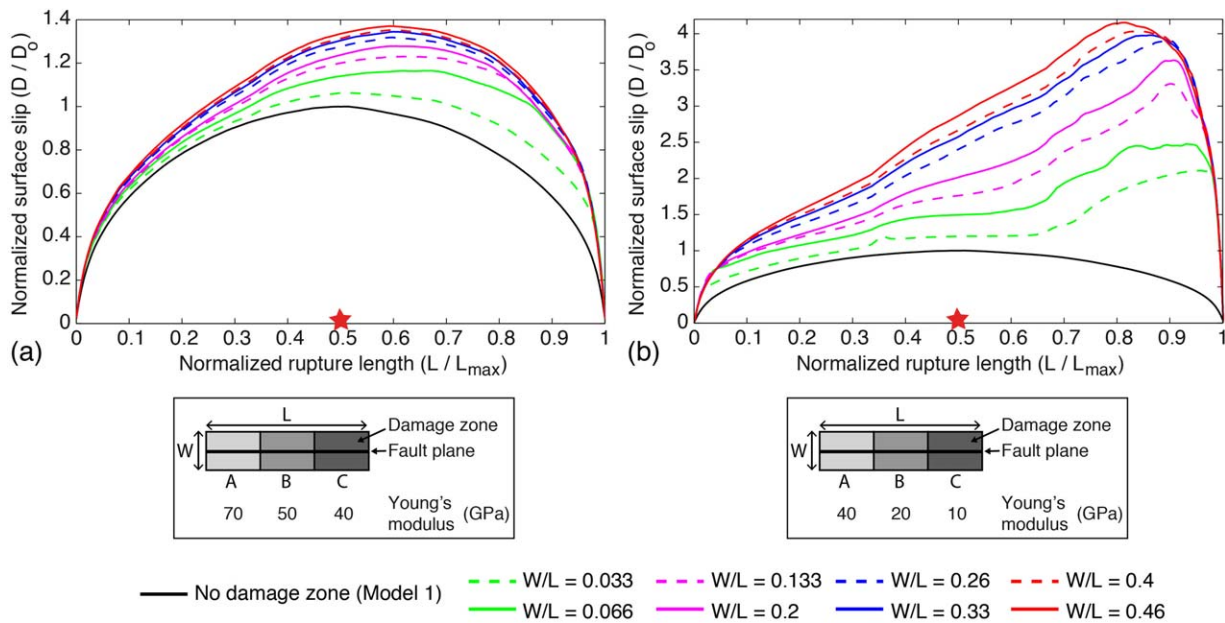 1.4
1.2
1
0.8
0.6
0.4
0.2
0
Normalized surface slip (D / Do)
0 0.1 0.2 0.3 0.4 0.5 0.6 0.7 0.8 0.9 1
(a) Normalized rupture length (L / Lmax)
4
3.5
3
2.5
2
1.5
1
0.5
0
Normalized surface slip (D / Do)
0 0.1 0.2 0.3 0.4 0.5 0.6 0.7 0.8 0.9 1
(b) Normalized rupture length (L / Lmax)
L
W
Damage zone
Fault plane
A B C
70 50 40 Young's modulus (GPa)
L
W
Damage zone
Fault plane
A B C
40 20 10 Young's modulus (GPa)
No damage zone (Model 1)
W/L = 0.033 W/L = 0.133 W/L = 0.26 W/L = 0.4
W/L = 0.066 W/L = 0.2 W/L = 0.33 W/L = 0.46